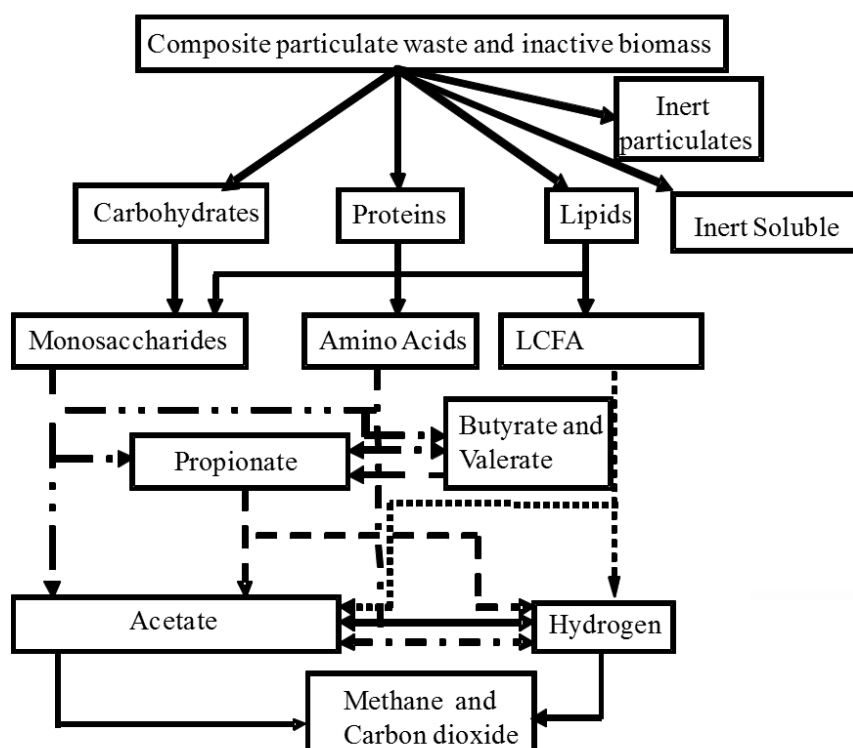 Composite particulate waste and inactive biomass
Inert
particulates
Carbohydrates
Proteins
Lipids
Inert Soluble
Monosaccharides
Amino Acids
LCFA
Butyrate and
Valerate
Propionate
Acetate
Hydrogen
Methane and
Carbon dioxide